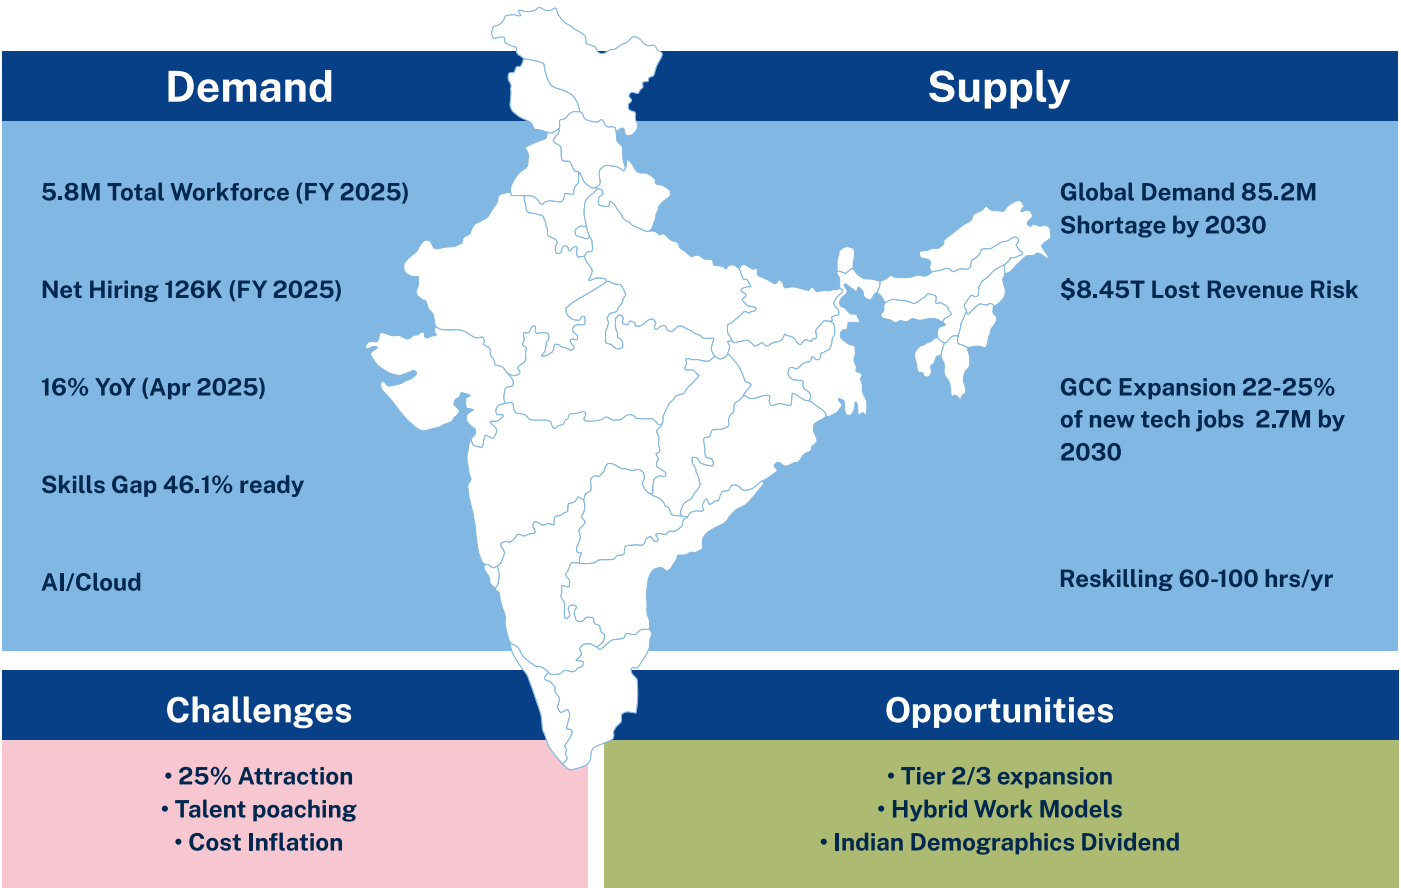 Demand
5.8M Total Workforce (FY 2025)
Net Hiring 126K (FY 2025)
16% YoY (Apr 2025)
Skills Gap 46.1% ready
AI/Cloud
Supply
Global Demand 85.2M
Shortage by 2030
$8.45T Lost Revenue Risk
GCC Expansion 22-25%
of new tech jobs 2.7M by
2030
Reskilling 60-100 hrs/yr
Challenges
• 25% Attraction
• Talent poaching
• Cost Inflation
Opportunities
• Tier 2/3 expansion
• Hybrid Work Models
• Indian Demographics Dividend